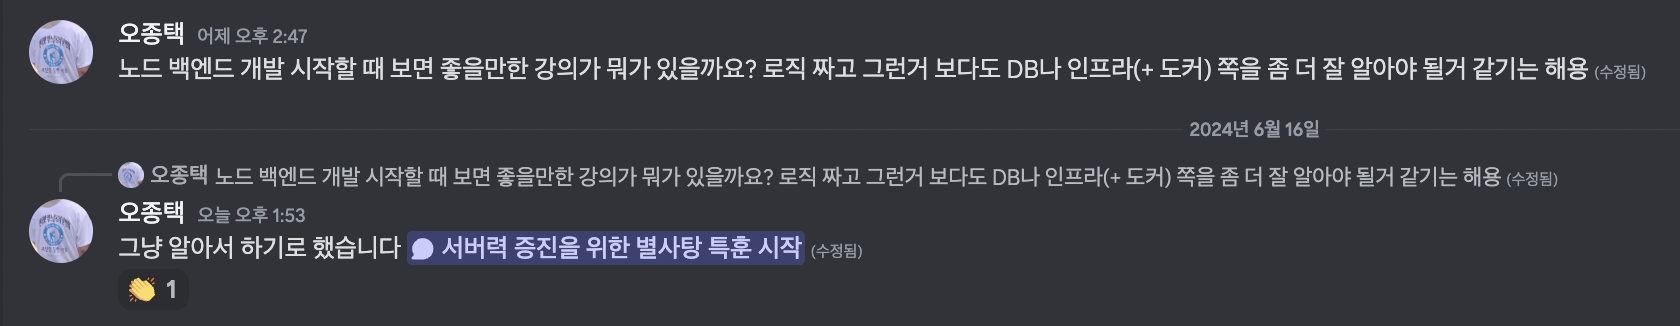 오종택 어제 오후 2:47
노드 백엔드 개발 시작할 때 보면 좋을만한 강의가 뭐가 있을까요? 로직 짜고 그런거 보다도 DB나 인프라(+ 도커) 쪽을 좀 더 잘 알아야 될거 같기는 해용 (수정됨)
2024년 6월 16일
오종택 노드 백엔드 개발 시작할 때 보면 좋을만한 강의가 뭐가 있을까요? 로직 짜고 그런거 보다도 DB나 인프라(+ 도커) 쪽을 좀 더 잘 알아야 될거 같기는 해용 (수정됨)
오종택 오늘 오후 1:53
그냥 알아서 하기로 했습니다 서버력 증진을 위한 별사탕 특훈 시작 (수정됨)
👏 1